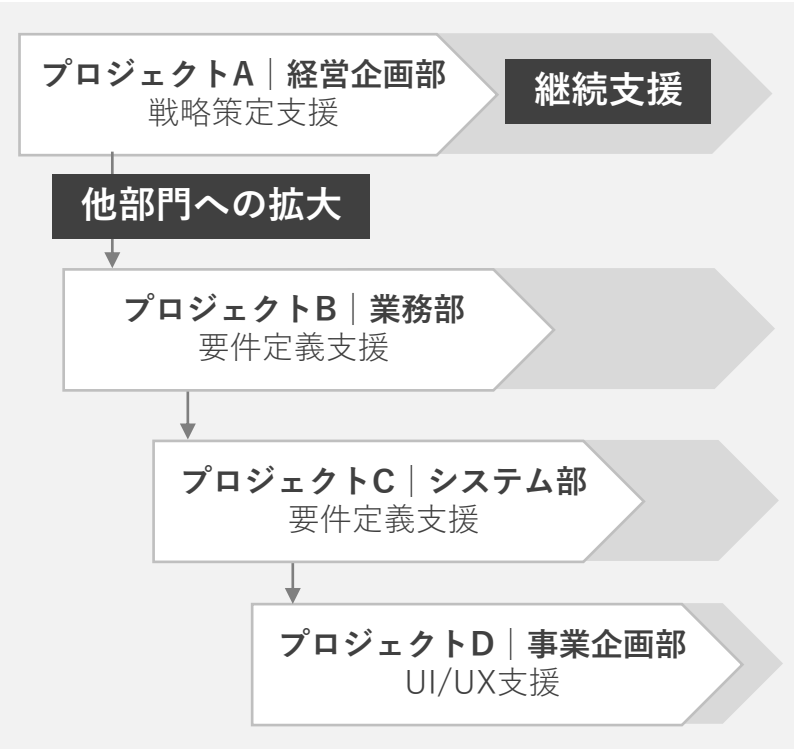 プロジェクトA｜経営企画部
戦略策定支援
継続支援
他部門への拡大
プロジェクトB｜業務部
要件定義支援
プロジェクトC｜システム部
要件定義支援
プロジェクトD｜事業企画部
UI/UX支援